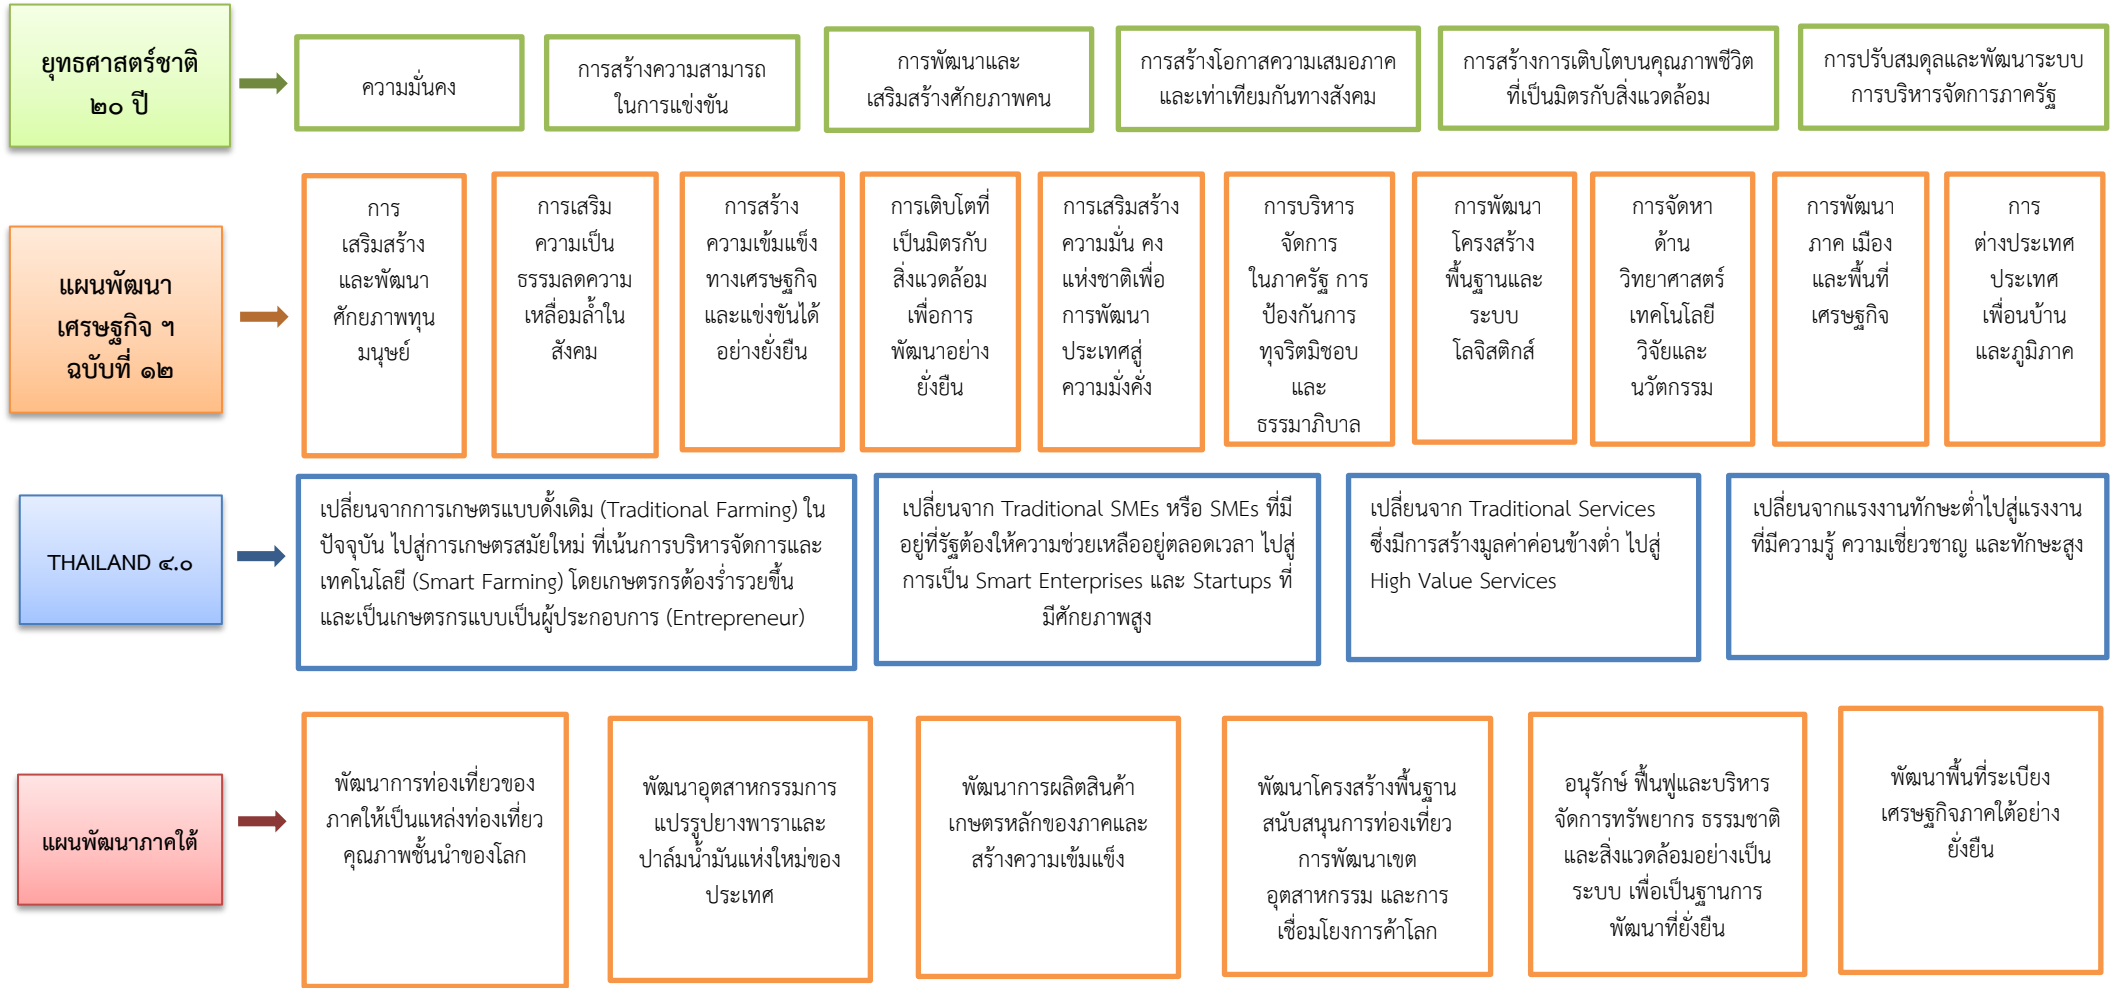 ยุทธศาสตร์ชาติ
๒๐ ปี
ความมั่นคง
การสร้างความสามารถ
ในการแข่งขัน
การพัฒนาและ
เสริมสร้างศักยภาพคน
การสร้างโอกาสความเสมอภาค
และเท่าเทียมกันทางสังคม
การสร้างการเติบโตบนคุณภาพชีวิต
ที่เป็นมิตรกับสิ่งแวดล้อม
การปรับสมดุลและพัฒนาระบบ
การบริหารจัดการภาครัฐ
แผนพัฒนา
เศรษฐกิจ ฯ
ฉบับที่ ๑๒
การ
เสริมสร้าง
และพัฒนา
ศักยภาพทุน
มนุษย์
การเสริม
ความเป็น
ธรรมลดความ
เหลื่อมล้ำใน
สังคม
การสร้าง
ความเข้มแข็ง
ทางเศรษฐกิจ
และแข่งขันได้
อย่างยั่งยืน
การเติบโตที่
เป็นมิตรกับ
สิ่งแวดล้อม
เพื่อการ
พัฒนาอย่าง
ยั่งยืน
การเสริมสร้าง
ความมั่น คง
แห่งชาติเพื่อ
การพัฒนา
ประเทศสู่
ความมั่งคั่ง
การบริหาร
จัดการ
ในภาครัฐ การ
ป้องกันการ
ทุจริตมิชอบ
และ
ธรรมาภิบาล
การพัฒนา
โครงสร้าง
พื้นฐานและ
ระบบ
โลจิสติกส์
การจัดหา
ด้าน
วิทยาศาสตร์
เทคโนโลยี
วิจัยและ
นวัตกรรม
การพัฒนา
ภาค เมือง
และพื้นที่
เศรษฐกิจ
การ
ต่างประเทศ
ประเทศ
เพื่อนบ้าน
และภูมิภาค
THAILAND ๔.๐
เปลี่ยนจากการเกษตรแบบดั้งเดิม (Traditional Farming) ใน
ปัจจุบัน ไปสู่การเกษตรสมัยใหม่ ที่เน้นการบริหารจัดการและ
เทคโนโลยี (Smart Farming) โดยเกษตรกรต้องร่ำรวยขึ้น
และเป็นเกษตรกรแบบเป็นผู้ประกอบการ (Entrepreneur)
เปลี่ยนจาก Traditional SMEs หรือ SMEs ที่มี
อยู่ที่รัฐต้องให้ความช่วยเหลืออยู่ตลอดเวลา ไปสู่
การเป็น Smart Enterprises และ Startups ที่
มีศักยภาพสูง
เปลี่ยนจาก Traditional Services
ซึ่งมีการสร้างมูลค่าค่อนข้างต่ำ ไปสู่
High Value Services
เปลี่ยนจากแรงงานทักษะต่ำไปสู่แรงงาน
ที่มีความรู้ ความเชี่ยวชาญ และทักษะสูง
แผนพัฒนาภาคใต้
พัฒนาการท่องเที่ยวของ
ภาคให้เป็นแหล่งท่องเที่ยว
คุณภาพชั้นนำของโลก
พัฒนาอุตสาหกรรมการ
แปรรูปยางพาราและ
ปาล์มน้ำมันแห่งใหม่ของ
ประเทศ
พัฒนาการผลิตสินค้า
เกษตรหลักของภาคและ
สร้างความเข้มแข็ง
พัฒนาโครงสร้างพื้นฐาน
สนับสนุนการท่องเที่ยว
การพัฒนาเขต
อุตสาหกรรม และการ
เชื่อมโยงการค้าโลก
อนุรักษ์ ฟื้นฟูและบริหาร
จัดการทรัพยากร ธรรมชาติ
และสิ่งแวดล้อมอย่างเป็น
ระบบ เพื่อเป็นฐานการ
พัฒนาที่ยั่งยืน
พัฒนาพื้นที่ระเบียง
เศรษฐกิจภาคใต้อย่าง
ยั่งยืน